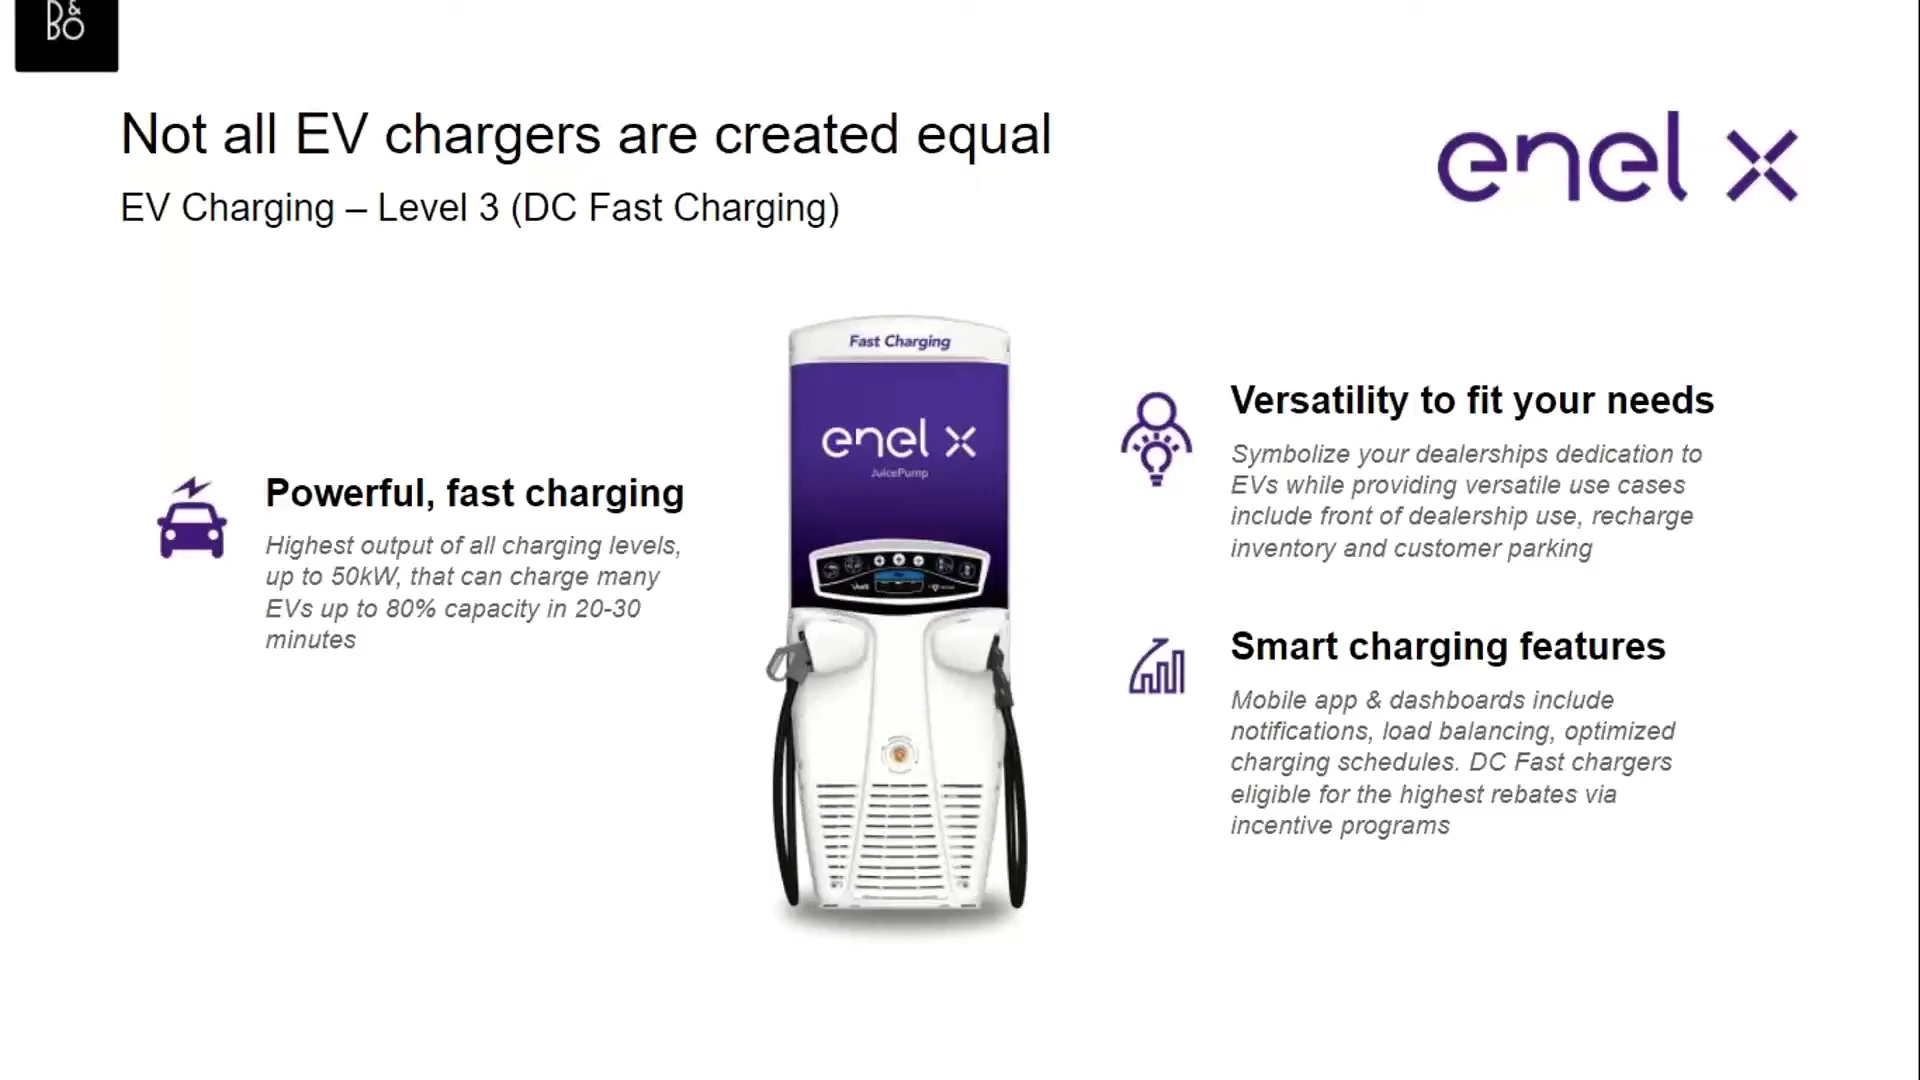 B&O
Not all EV chargers are created equal
EV Charging – Level 3 (DC Fast Charging)
enel x
Powerful, fast charging
Highest output of all charging levels,
up to 50kW, that can charge many
EVs up to 80% capacity in 20-30
minutes
Fast Charging
enel x
JuicePump
Versatility to fit your needs
Symbolize your dealerships dedication to
EVs while providing versatile use cases
include front of dealership use, recharge
inventory and customer parking
Smart charging features
Mobile app & dashboards include
notifications, load balancing, optimized
charging schedules. DC Fast chargers
eligible for the highest rebates via
incentive programs